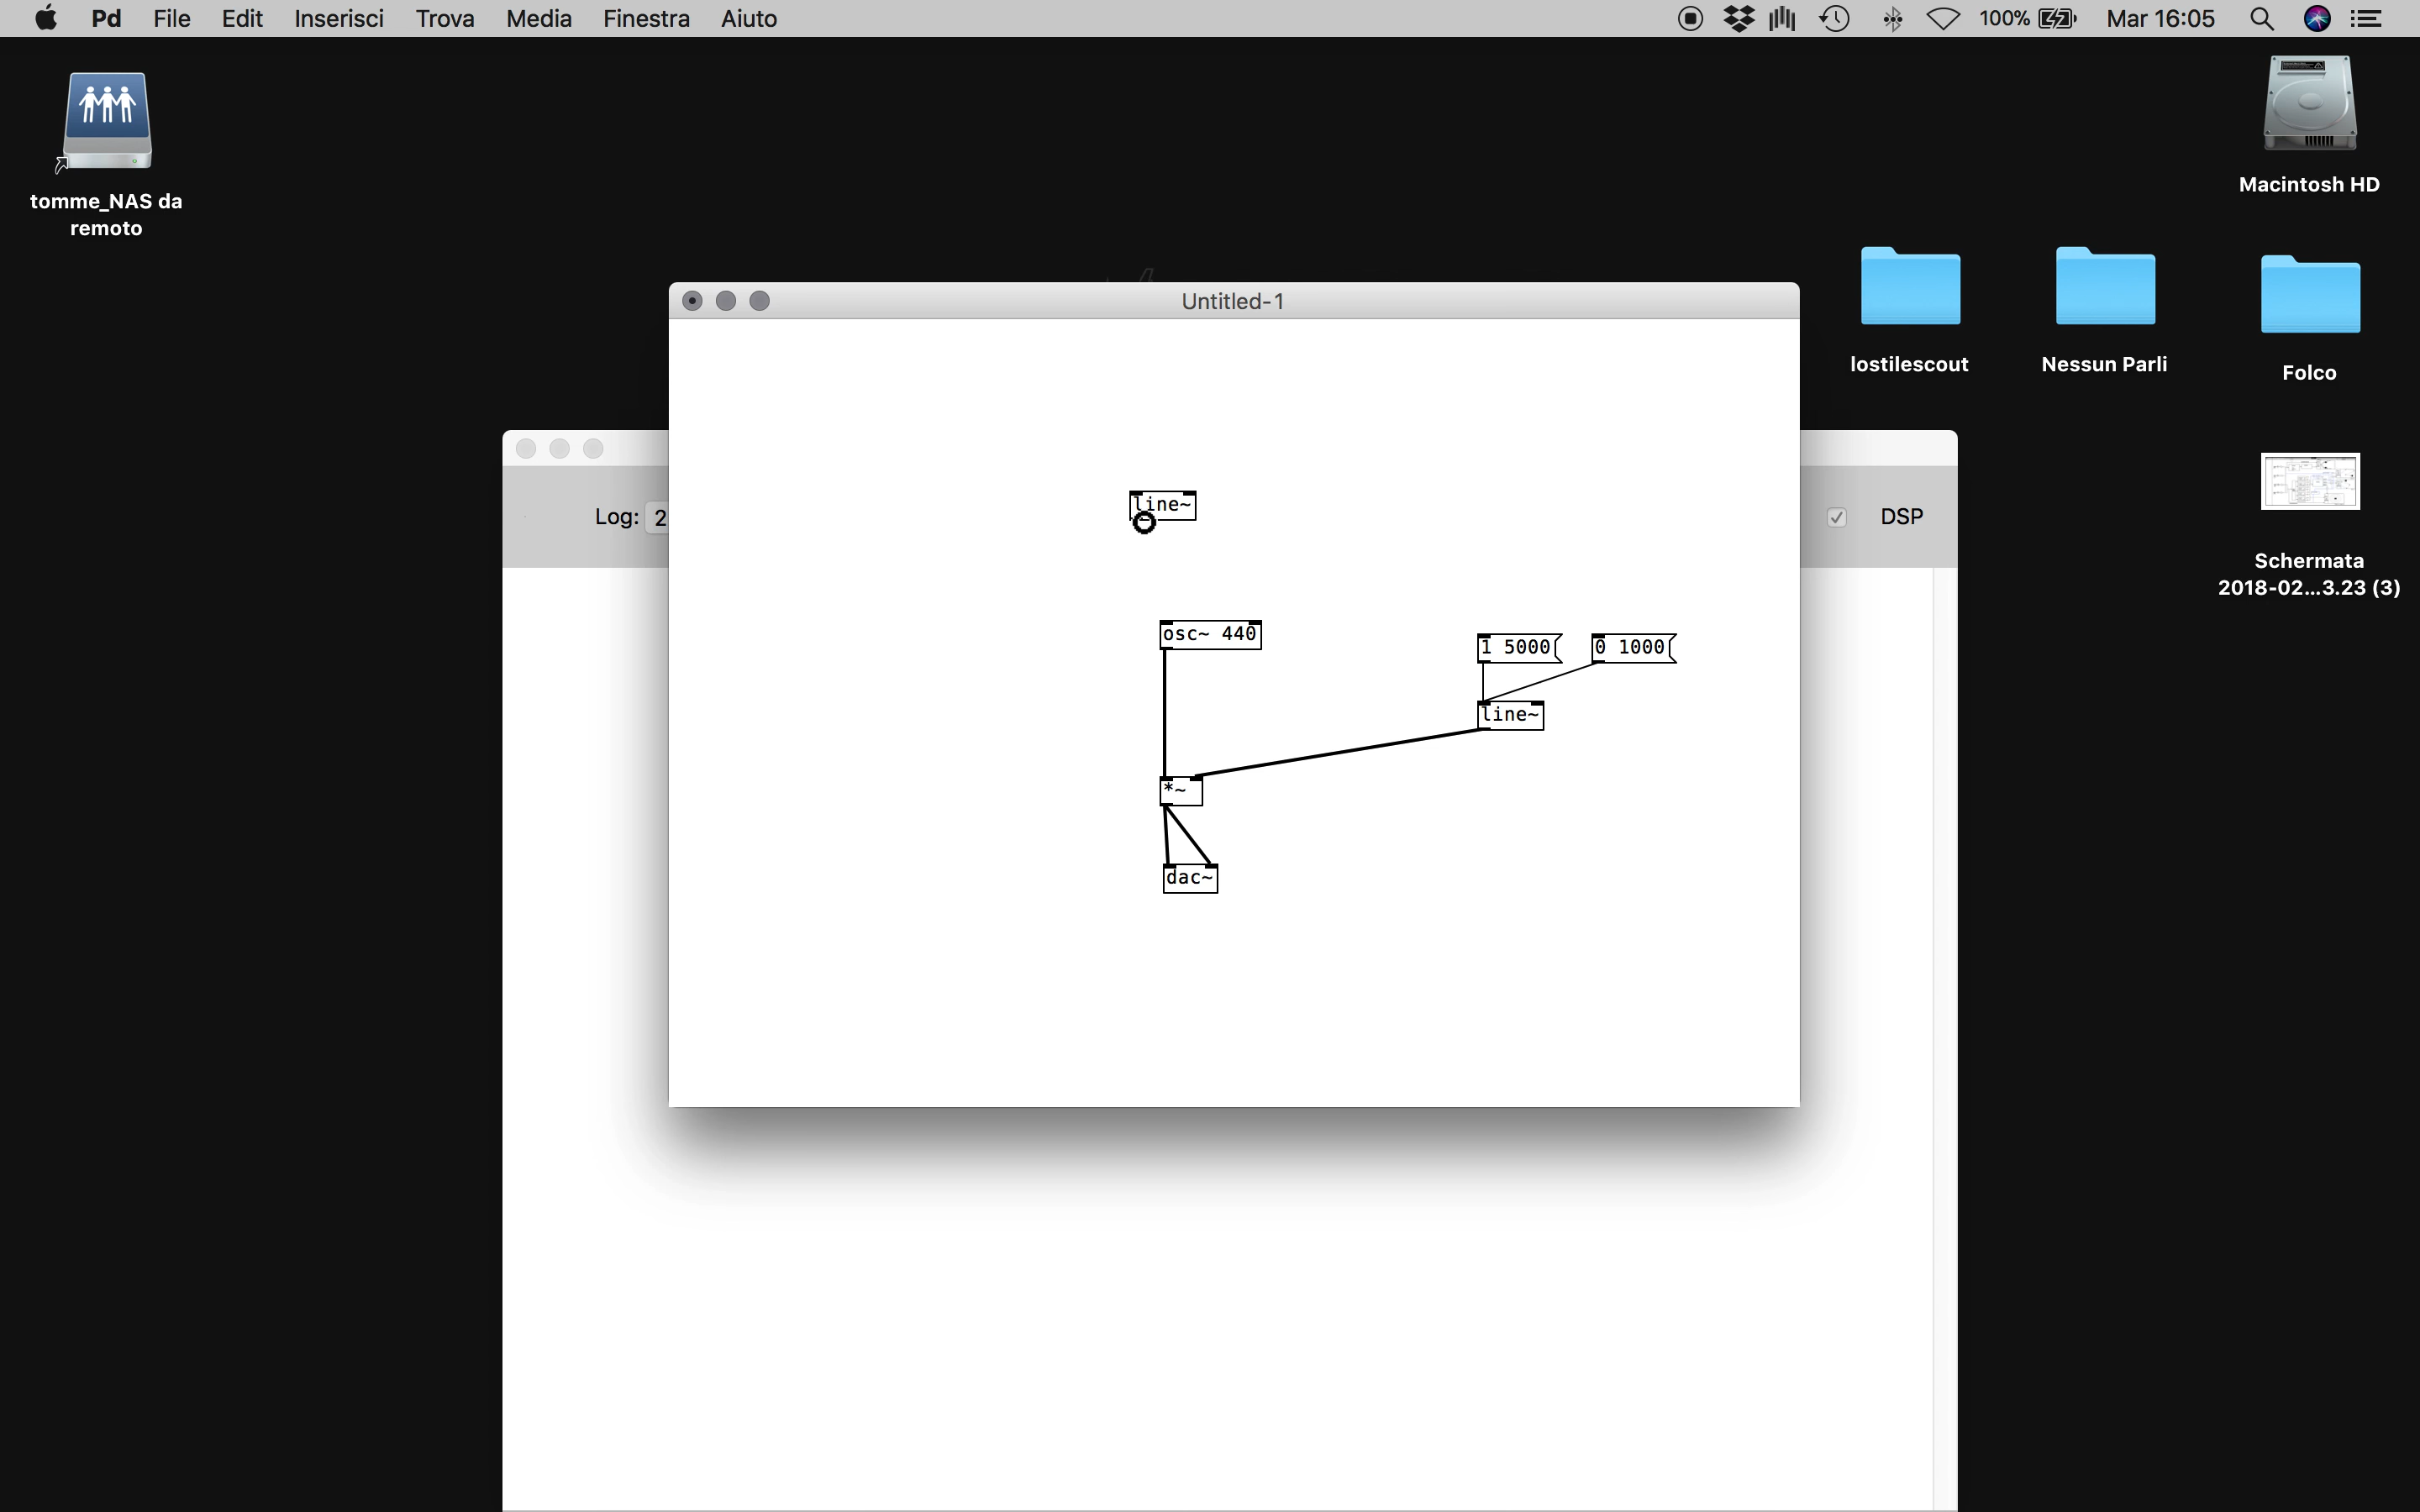 Pd File Edit Inserisci Trova Media Finestra Aiuto 100% Mar 16:05
tomme_NAS da
remoto
Macintosh HD
lostilescout
Nessun Parli
Folco
Schermata
2018-02...3.23 (3)
Untitled-1
Log: 2
DSP
line~
osc~ 440
1 5000
0 1000
line~
*~
dac~